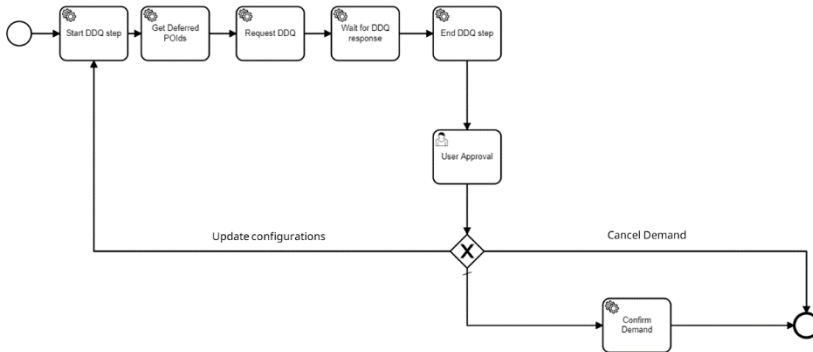 Start DDQ step
Get Deferred
POIds
Request DDQ
Wait for DDQ
response
End DDQ step
User Approval
Update configurations
Cancel Demand
Confirm
Demand